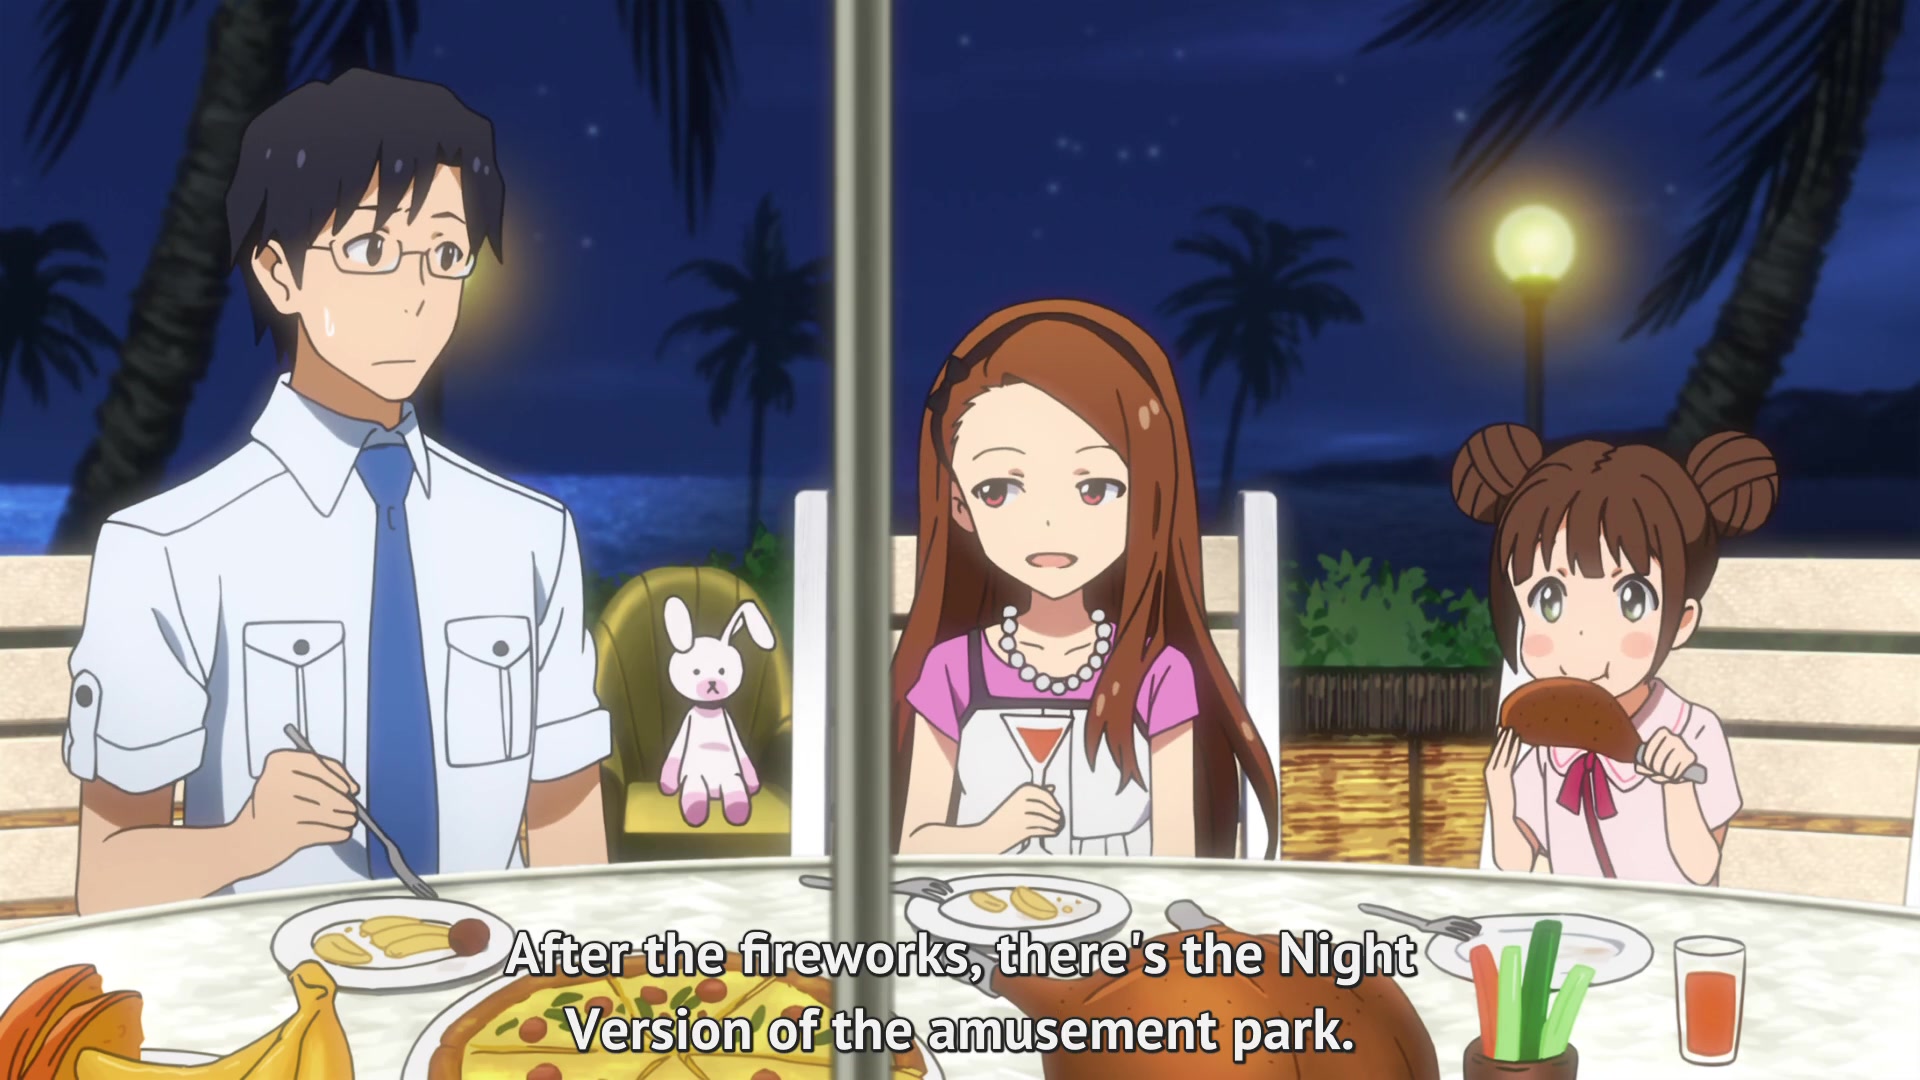 After the fireworks, there's the Night
Version of the amusement park.